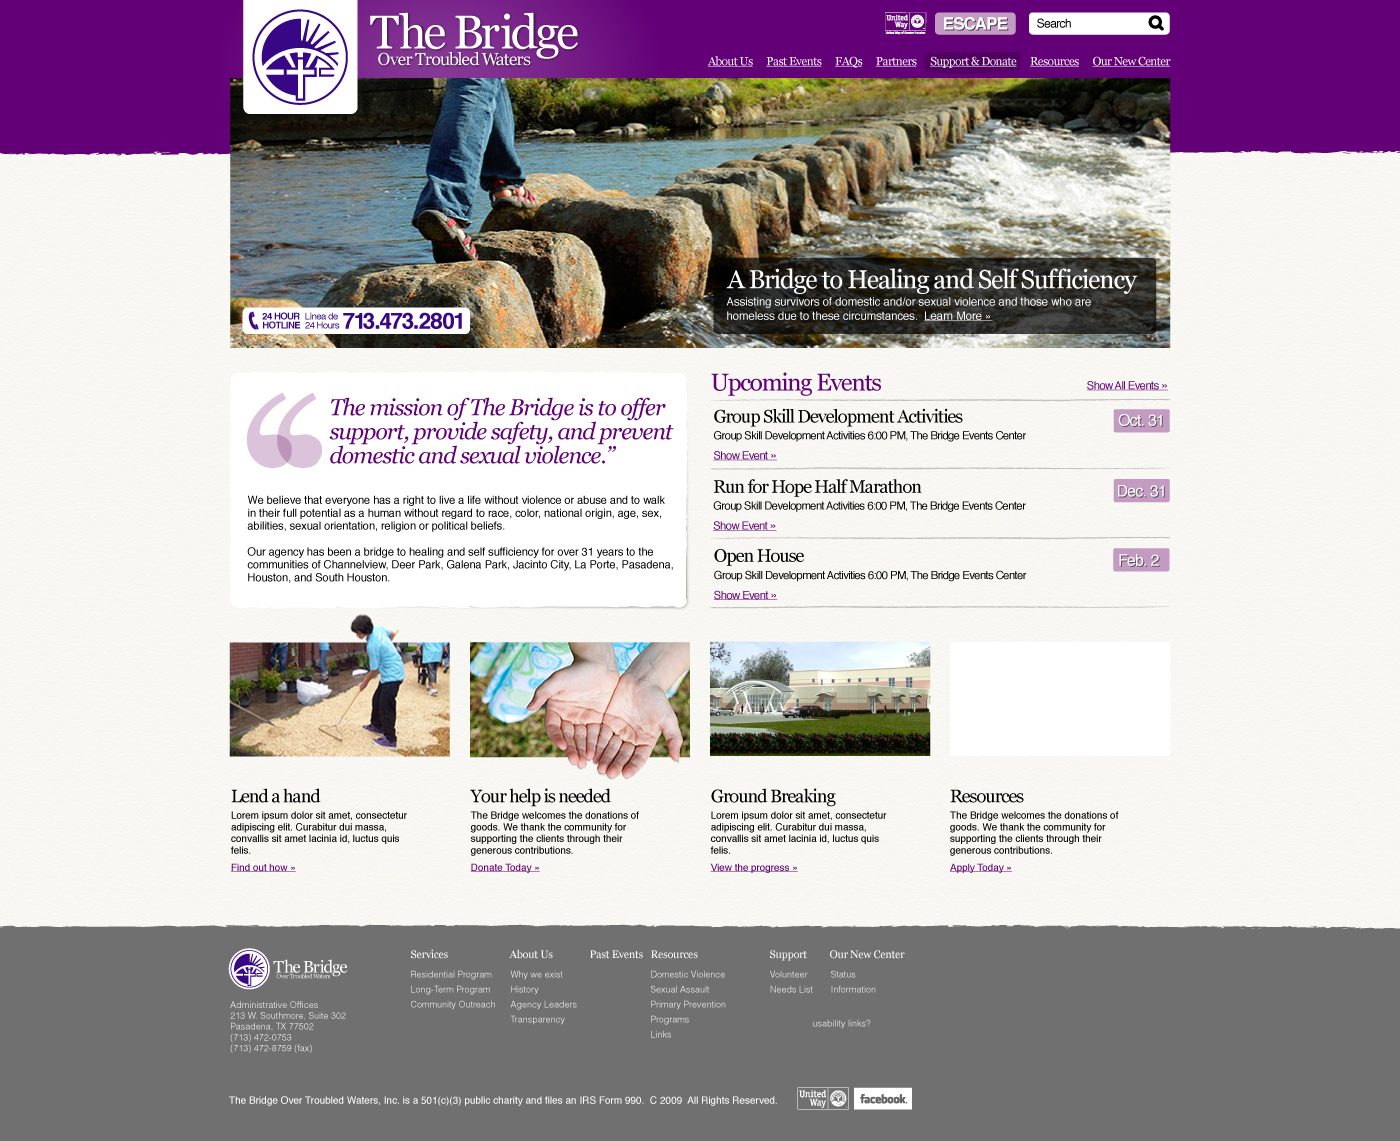 The Bridge
Over Troubled Waters
United Way
ESCAPE
Search
About Us Past Events FAQs Partners Support & Donate Resources Our New Center
A Bridge to Healing and Self Sufficiency
Assisting survivors of domestic and/or sexual violence and those who are
homeless due to these circumstances. Learn More »
24 HOUR HOTLINE Linea de 24 Hours 713.473.2801
“The mission of The Bridge is to offer
support, provide safety, and prevent
domestic and sexual violence.”
We believe that everyone has a right to live a life without violence or abuse and to walk
in their full potential as a human without regard to race, color, national origin, age, sex,
abilities, sexual orientation, religion or political beliefs.
Our agency has been a bridge to healing and self sufficiency for over 31 years to the
communities of Channelview, Deer Park, Galena Park, Jacinto City, La Porte, Pasadena,
Houston, and South Houston.
Upcoming Events
Show All Events »
Group Skill Development Activities
Oct. 31
Group Skill Development Activities 6:00 PM, The Bridge Events Center
Show Event »
Run for Hope Half Marathon
Dec. 31
Group Skill Development Activities 6:00 PM, The Bridge Events Center
Show Event »
Open House
Feb. 2
Group Skill Development Activities 6:00 PM, The Bridge Events Center
Show Event »
Lend a hand
Lorem ipsum dolor sit amet, consectetur
adipiscing elit. Curabitur dui massa,
convallis sit amet lacinia id, luctus quis
felis.
Find out how »
Your help is needed
The Bridge welcomes the donations of
goods. We thank the community for
supporting the clients through their
generous contributions.
Donate Today »
Ground Breaking
Lorem ipsum dolor sit amet, consectetur
adipiscing elit. Curabitur dui massa,
convallis sit amet lacinia id, luctus quis
felis.
View the progress »
Resources
The Bridge welcomes the donations of
goods. We thank the community for
supporting the clients through their
generous contributions.
Apply Today »
The Bridge
Over Troubled Waters
Administrative Offices
213 W. Southmore, Suite 302
Pasadena, TX 77502
(713) 472-0753
(713) 472-8759 (fax)
Services
Residential Program
Long-Term Program
Community Outreach
About Us
Why we exist
History
Agency Leaders
Transparency
Past Events
Resources
Domestic Violence
Sexual Assault
Primary Prevention
Programs
Links
Support
Volunteer
Needs List
Our New Center
Status
Information
usability links?
The Bridge Over Troubled Waters, Inc. is a 501(c)(3) public charity and files an IRS Form 990. C 2009 All Rights Reserved.
United Way
facebook.